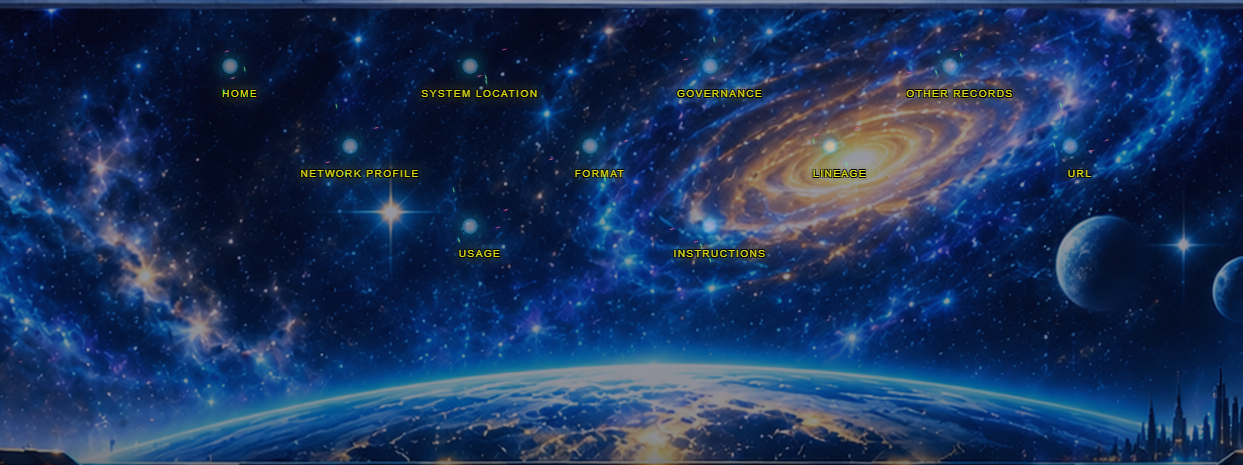 HOME SYSTEM LOCATION GOVERNANCE OTHER RECORDS
NETWORK PROFILE FORMAT LINEAGE URL
USAGE INSTRUCTIONS